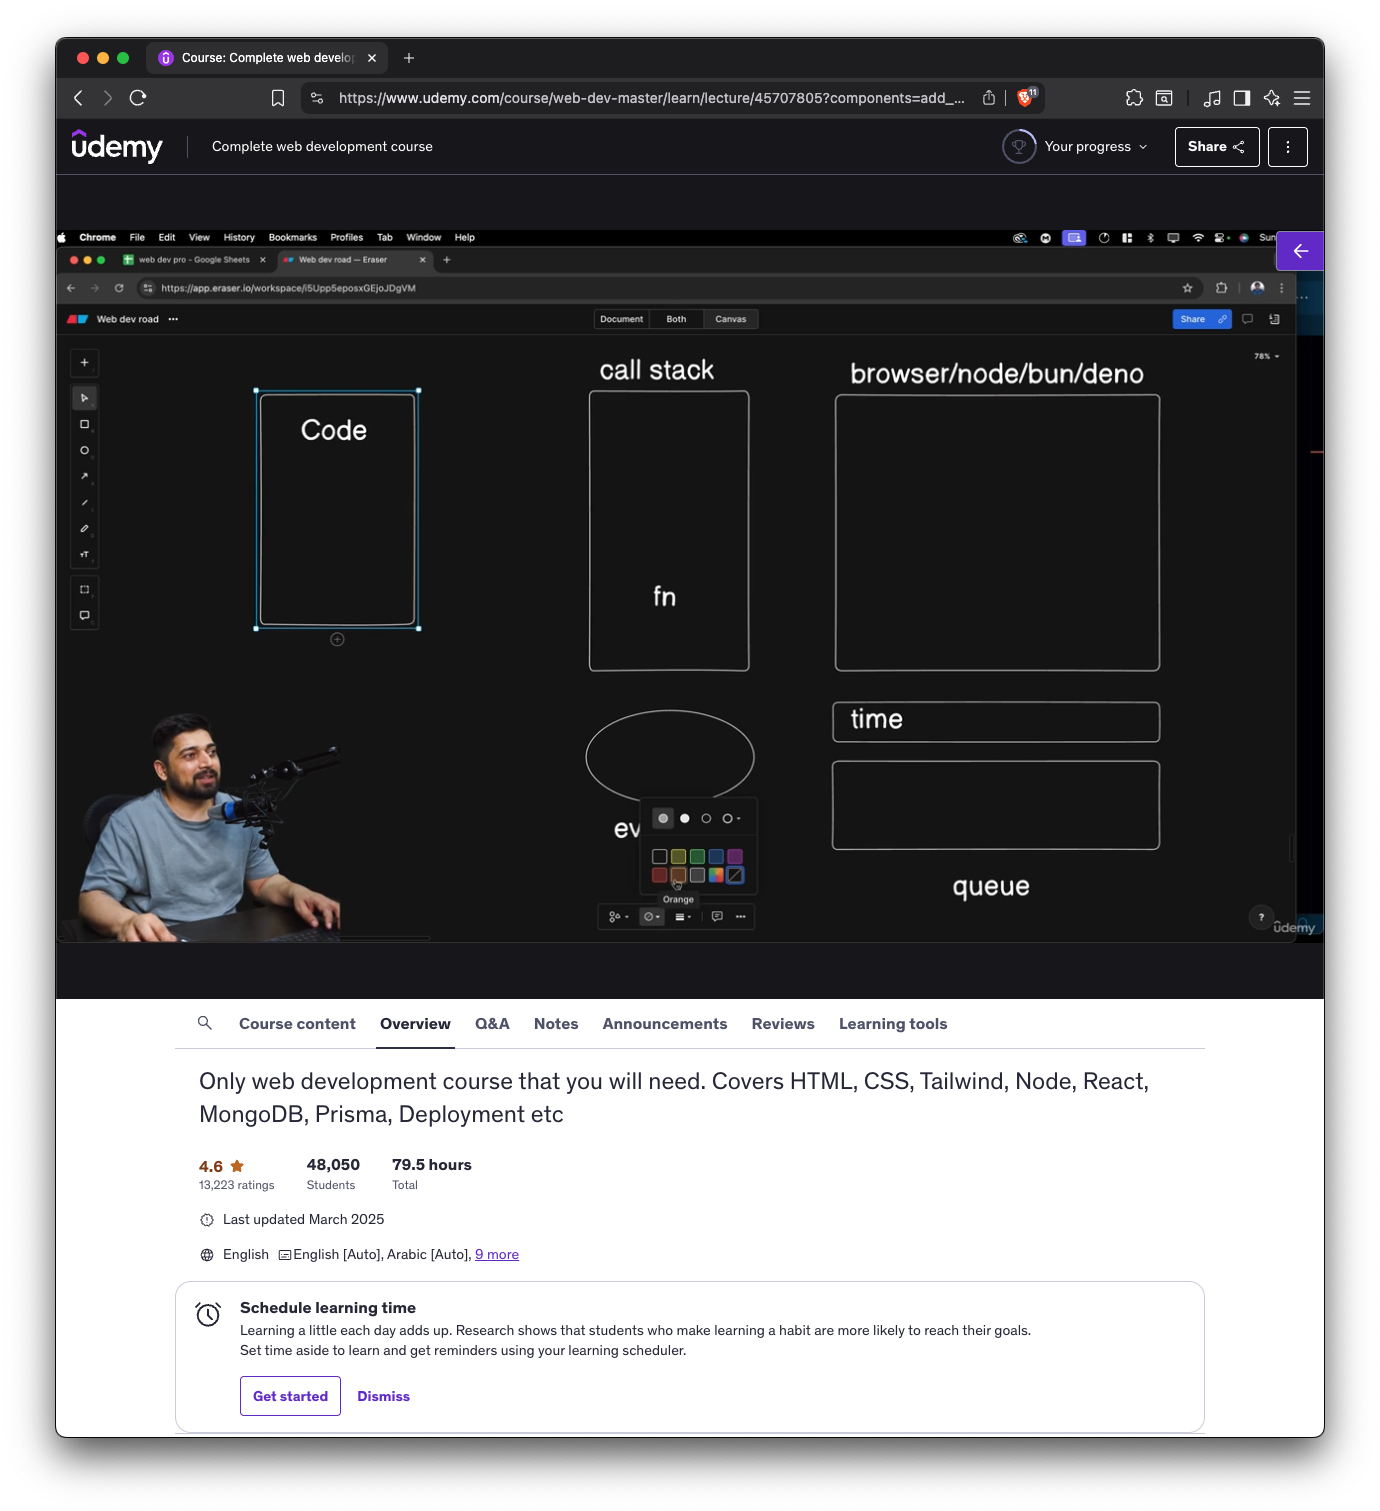 Course: Complete web develo
https://www.udemy.com/course/web-dev-master/learn/lecture/45707805?components=add_...
11
ûdemy
Complete web development course
Your progress
Share
Chrome File Edit View History Bookmarks Profiles Tab Window Help
Sun
web dev pro - Google Sheets
Web dev road — Eraser
https://app.eraser.io/workspace/i5Upp5eposxGEjoJDgVM
Web dev road
Document Both Canvas
Share
78%
call stack
browser/node/bun/deno
Code
fn
time
ev
Orange
queue
?
ûdemy
Course content
Overview
Q&A
Notes
Announcements
Reviews
Learning tools
Only web development course that you will need. Covers HTML, CSS, Tailwind, Node, React,
MongoDB, Prisma, Deployment etc
4.6
48,050
79.5 hours
13,223 ratings
Students
Total
Last updated March 2025
English
English [Auto], Arabic [Auto], 9 more
Schedule learning time
Learning a little each day adds up. Research shows that students who make learning a habit are more likely to reach their goals.
Set time aside to learn and get reminders using your learning scheduler.
Get started
Dismiss